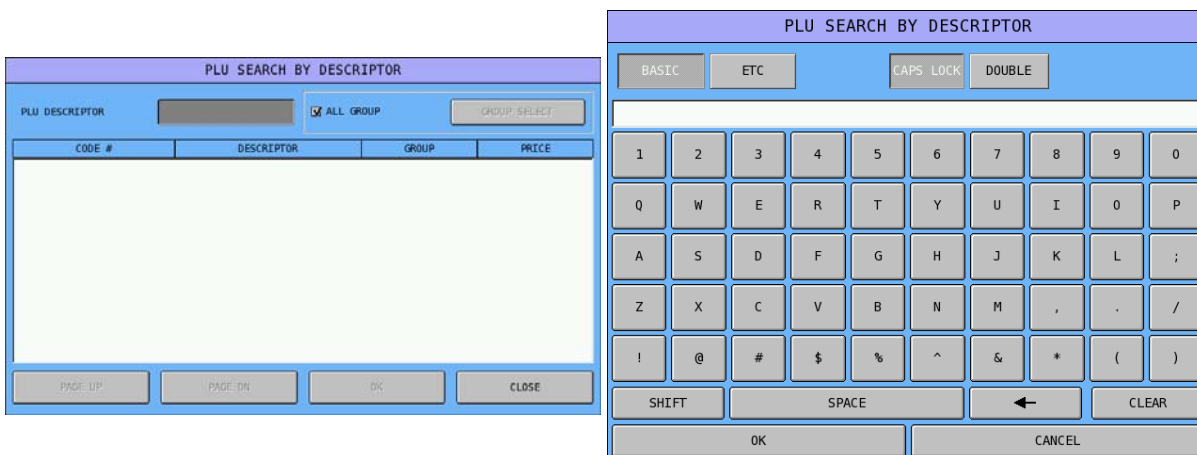 PLU SEARCH BY DESCRIPTOR
PLU DESCRIPTOR ALL GROUP GROUP SELECT
CODE # DESCRIPTOR GROUP PRICE
PAGE UP PAGE DN OK CLOSE
PLU SEARCH BY DESCRIPTOR
BASIC ETC CAPS LOCK DOUBLE
1 2 3 4 5 6 7 8 9 0
Q W E R T Y U I O P
A S D F G H J K L ;
Z X C V B N M , . /
! @ # $ % ^ & * ( )
SHIFT SPACE ← CLEAR
OK CANCEL